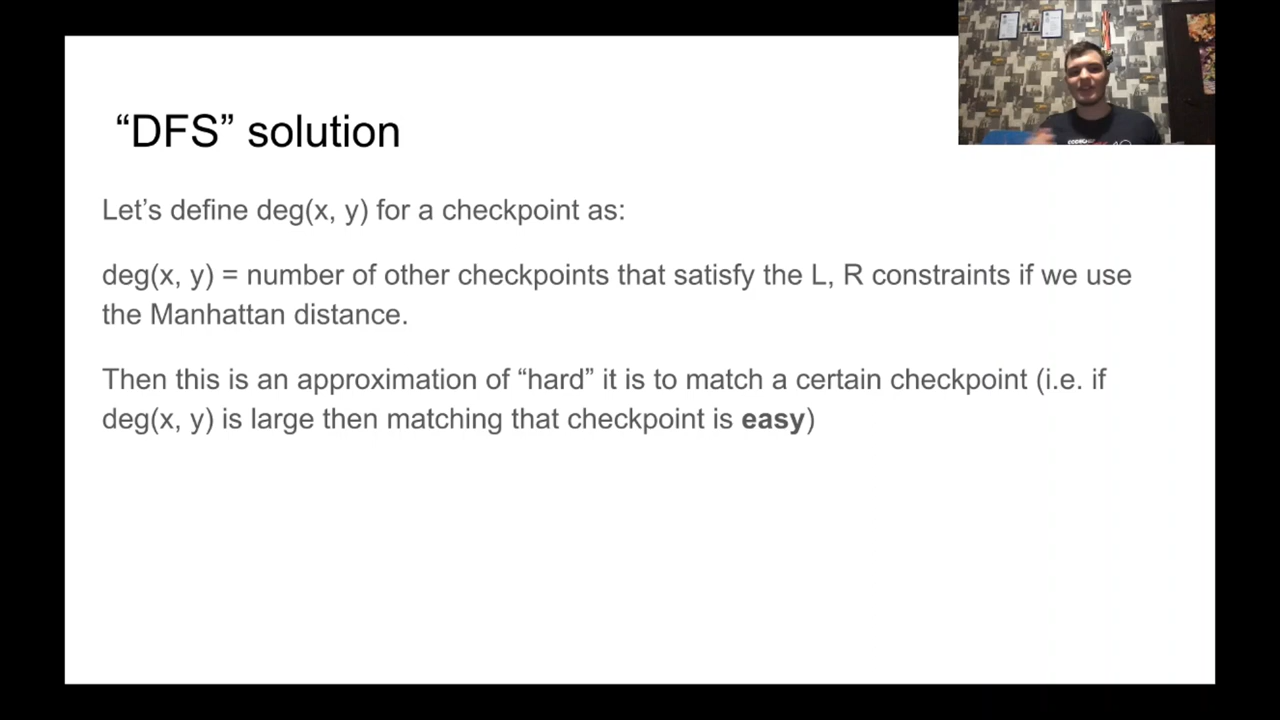 “DFS” solution
Let’s define deg(x, y) for a checkpoint as:
deg(x, y) = number of other checkpoints that satisfy the L, R constraints if we use
the Manhattan distance.
Then this is an approximation of “hard” it is to match a certain checkpoint (i.e. if
deg(x, y) is large then matching that checkpoint is easy)